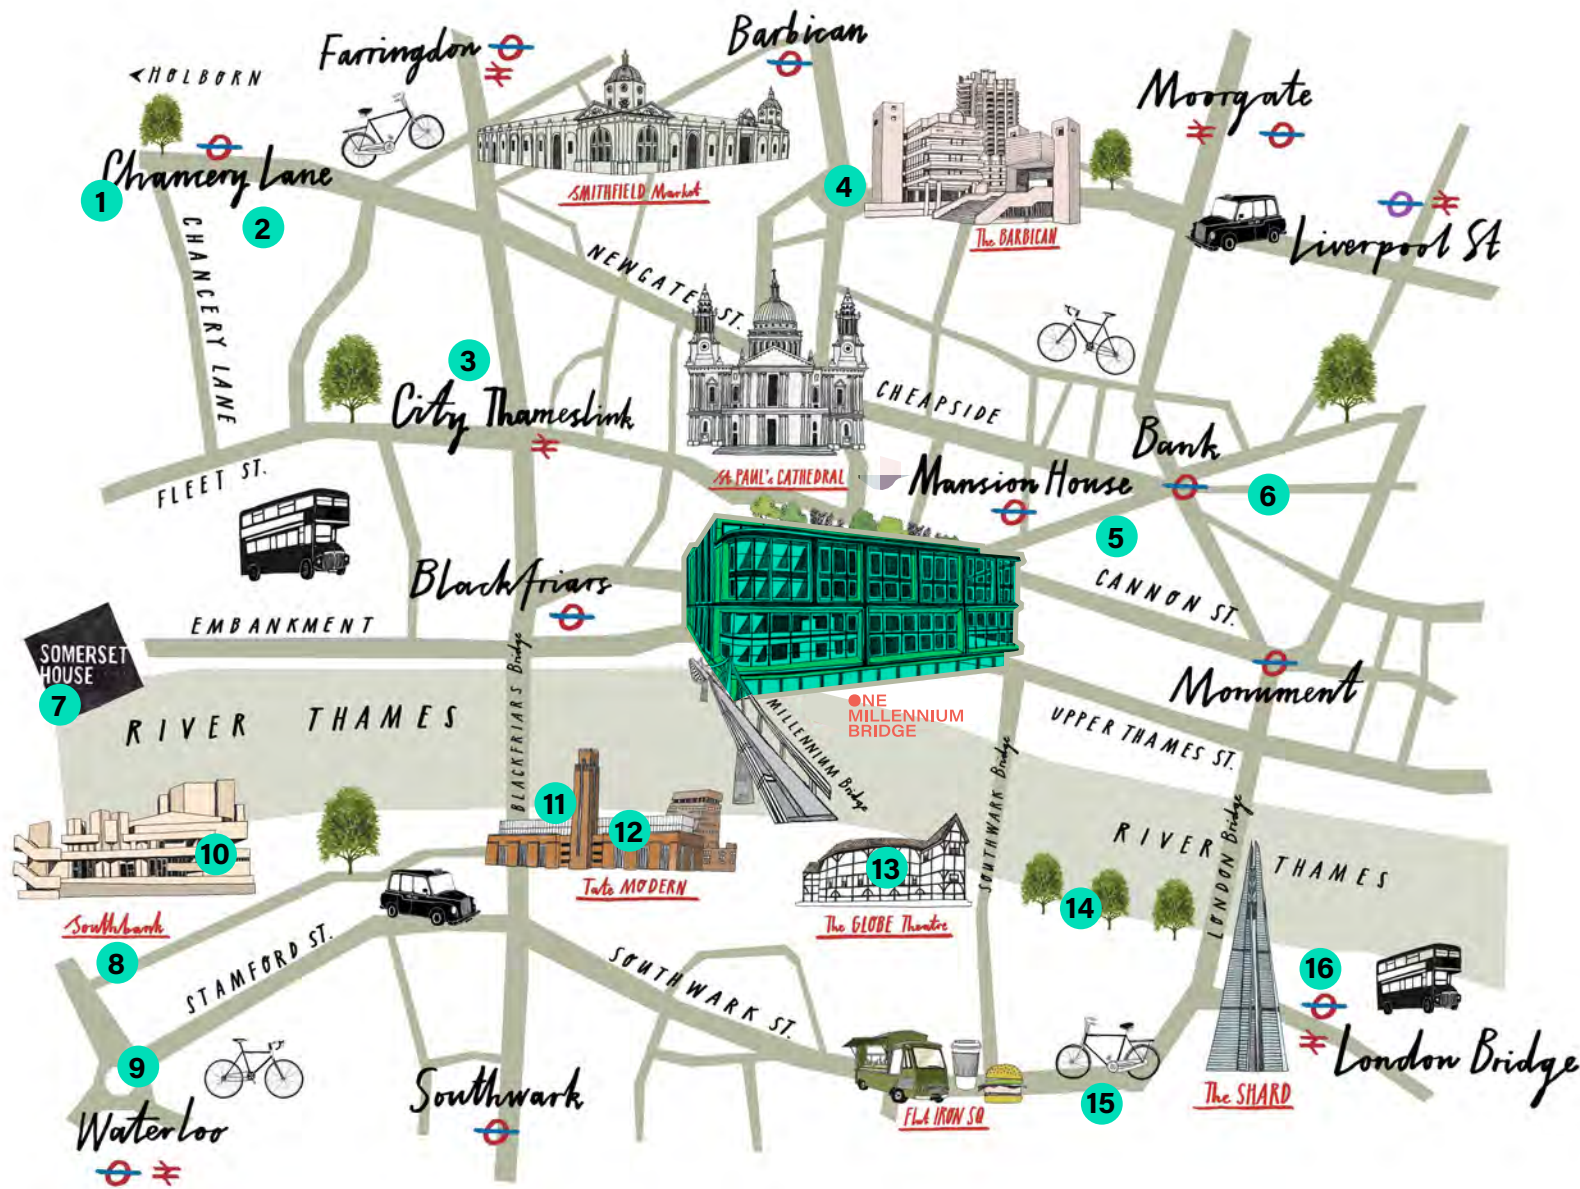 Farringdon
Barbican
HOLBORN
Moorgate
Chancery Lane
1
2
SMITHFIELD Market
4
The BARBICAN
Liverpool St
CHANCERY LANE
NEWGATE ST.
3
City Thameslink
CHEAPSIDE
Bank
FLEET ST.
St PAUL's CATHEDRAL
Mansion House
6
5
Blackfriars
CANNON ST.
EMBANKMENT
SOMERSET
HOUSE
7
Monument
RIVER THAMES
BLACKFRIARS Bridge
MILLENNIUM Bridge
ONE
MILLENNIUM
BRIDGE
UPPER THAMES ST.
SOUTHWARK Bridge
11
12
10
13
RIVER THAMES
LONDON Bridge
Tate MODERN
14
Southbank
The GLOBE Theatre
8
STAMFORD ST.
SOUTHWARK ST.
16
9
London Bridge
Southwark
Waterloo
Flat IRON SQ
15
The SHARD